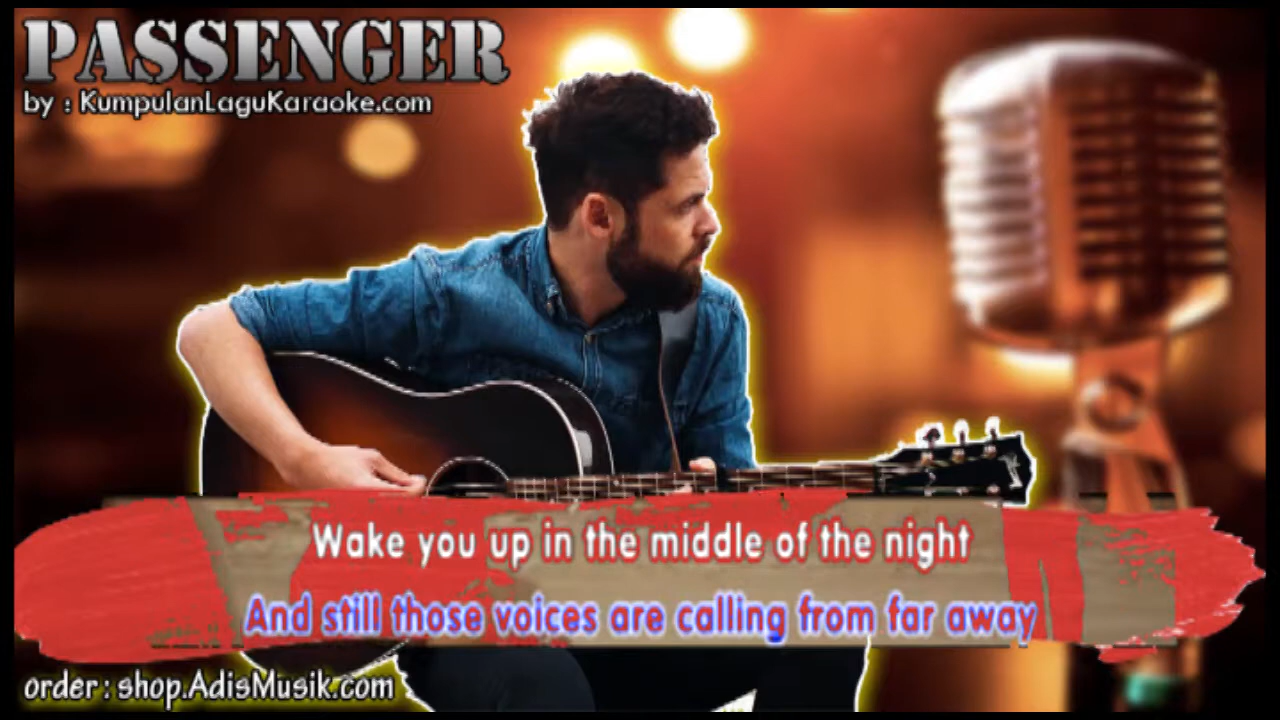 PASSENGER
by : KumpulanLaguKaraoke.com
Wake you up in the middle of the night
And still those voices are calling from far away
order : shop.AdisMusik.com